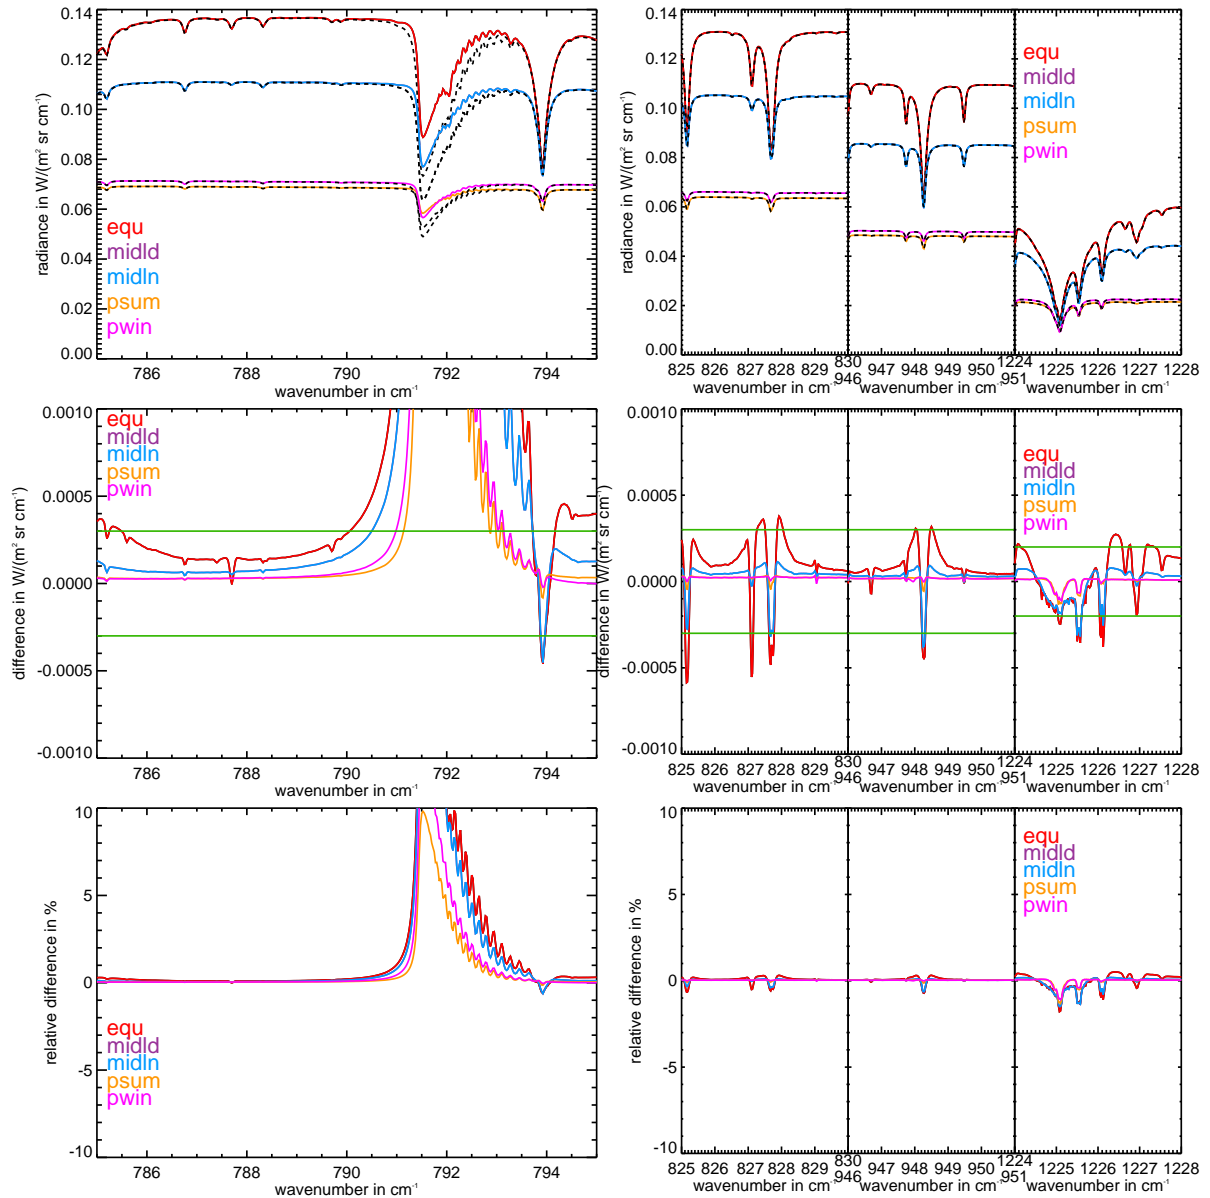 0.14
0.12
0.10
0.08
0.06
0.04
0.02
0.00
radiance in W/(m² sr cm⁻¹)
equ
midld
midln
psum
pwin
786 788 790 792 794
wavenumber in cm⁻¹
0.14
0.12
0.10
0.08
0.06
0.04
0.02
0.00
radiance in W/(m² sr cm⁻¹)
equ
midld
midln
psum
pwin
825 826 827 828 829 830
946 947 948 949 950 951
1224 1225 1226 1227 1228
wavenumber in cm⁻¹
wavenumber in cm⁻¹
wavenumber in cm⁻¹
0.0010
0.0005
0.0000
-0.0005
-0.0010
difference in W/(m² sr cm⁻¹)
equ
midld
midln
psum
pwin
786 788 790 792 794
wavenumber in cm⁻¹
0.0010
0.0005
0.0000
-0.0005
-0.0010
difference in W/(m² sr cm⁻¹)
equ
midld
midln
psum
pwin
825 826 827 828 829 830
946 947 948 949 950 951
1224 1225 1226 1227 1228
wavenumber in cm⁻¹
wavenumber in cm⁻¹
wavenumber in cm⁻¹
10
5
0
-5
-10
relative difference in %
equ
midld
midln
psum
pwin
786 788 790 792 794
wavenumber in cm⁻¹
10
5
0
-5
-10
relative difference in %
equ
midld
midln
psum
pwin
825 826 827 828 829 830
946 947 948 949 950 951
1224 1225 1226 1227 1228
wavenumber in cm⁻¹
wavenumber in cm⁻¹
wavenumber in cm⁻¹